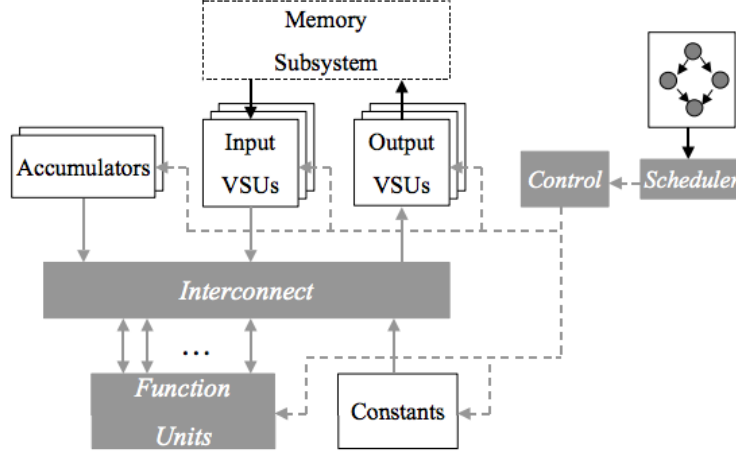 Memory
Subsystem
Accumulators
Input
VSUs
Output
VSUs
Control
Scheduler
Interconnect
...
Function
Units
Constants